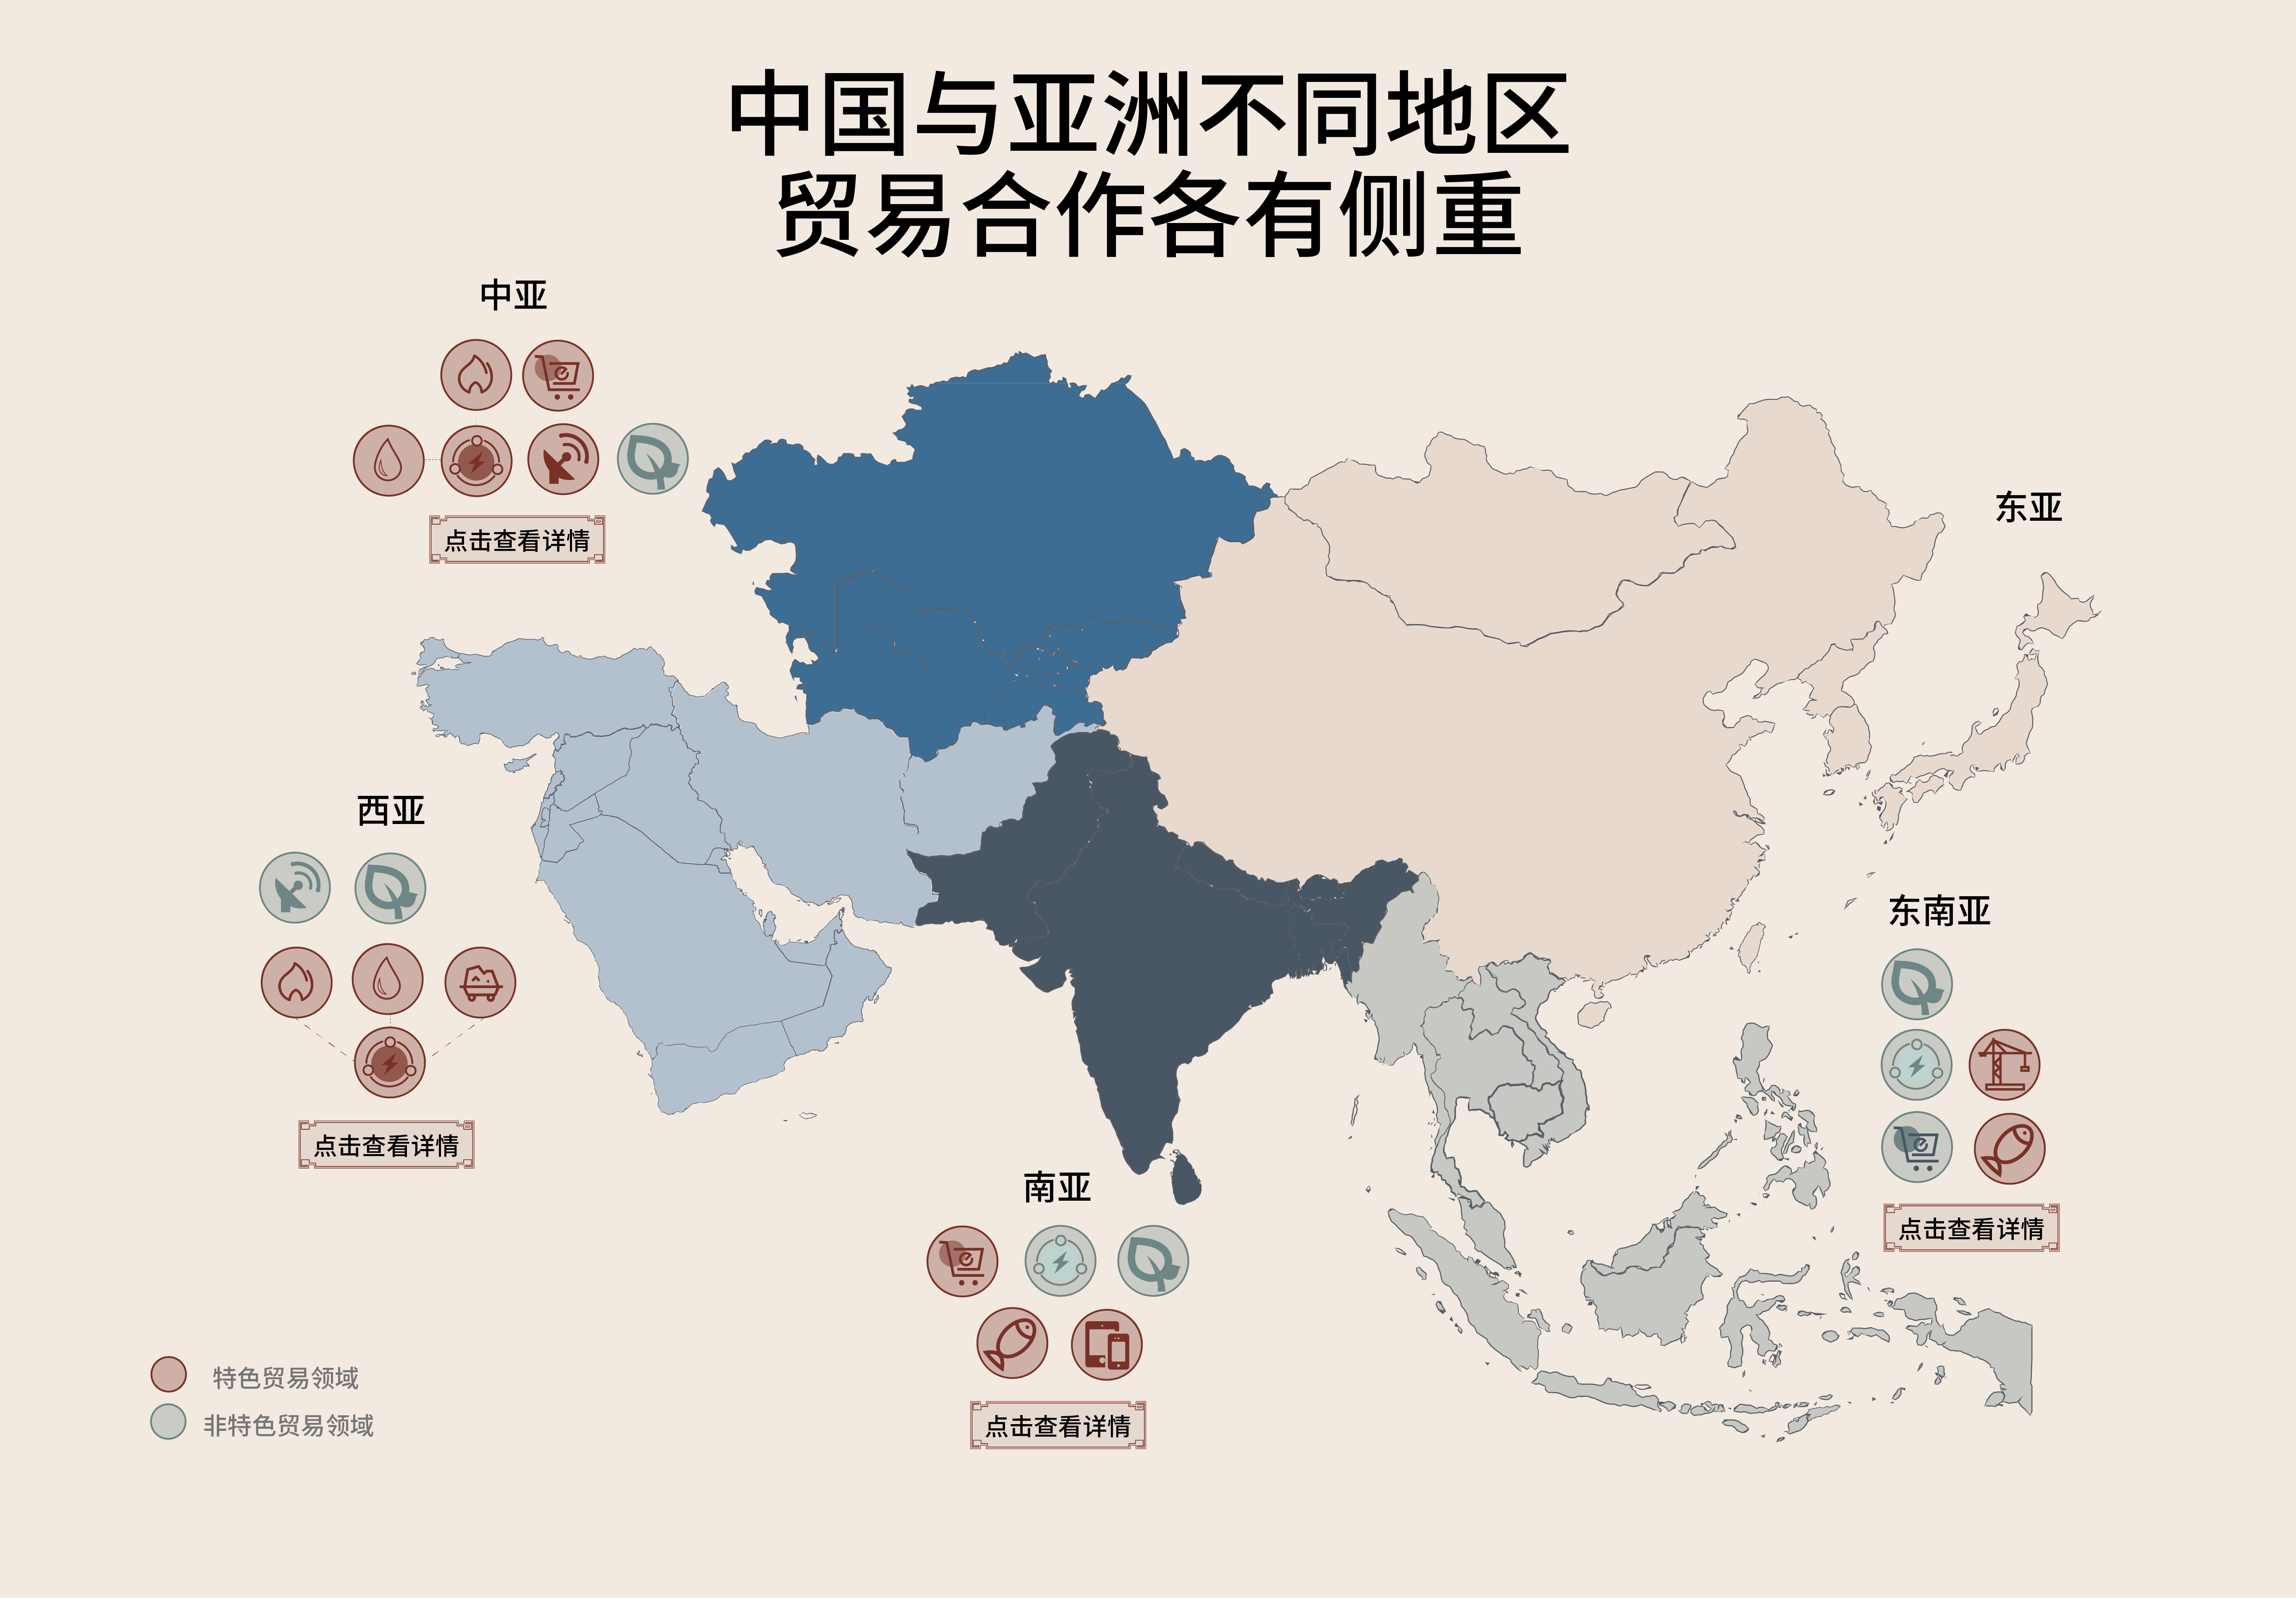 中国与亚洲不同地区
贸易合作各有侧重
中亚
点击查看详情
东亚
西亚
点击查看详情
东南亚
点击查看详情
南亚
点击查看详情
特色贸易领域
非特色贸易领域